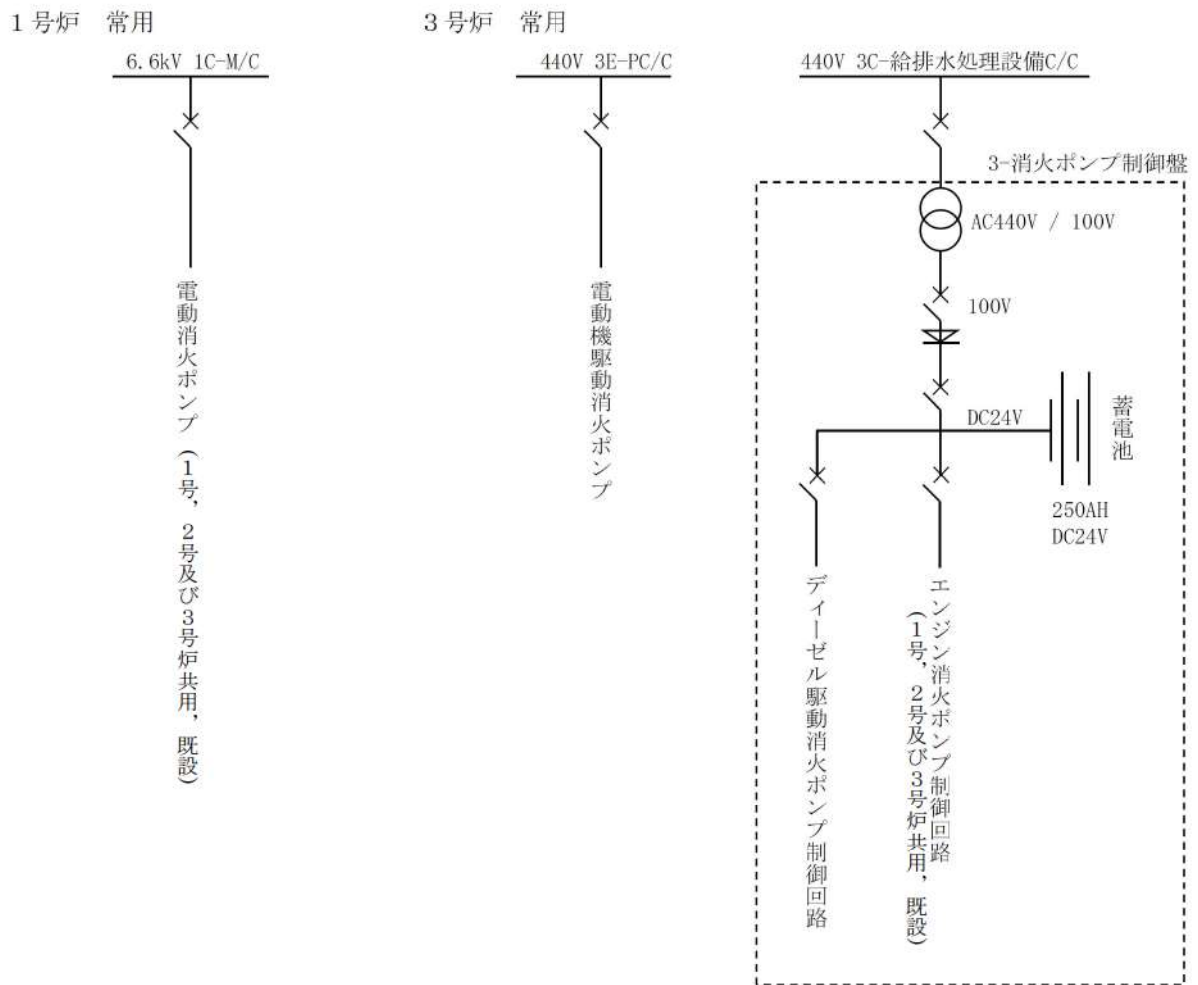 1号炉 常用
6.6kV 1C-M/C
電動消火ポンプ(1号,2号及び3号炉共用,既設)
3号炉 常用
440V 3E-PC/C
電動機駆動消火ポンプ
440V 3C-給排水処理設備C/C
3-消火ポンプ制御盤
AC440V / 100V
100V
DC24V
蓄電池
250AH
DC24V
ディーゼル駆動消火ポンプ制御回路
エンジン消火ポンプ制御回路
(1号,2号及び3号炉共用,既設)